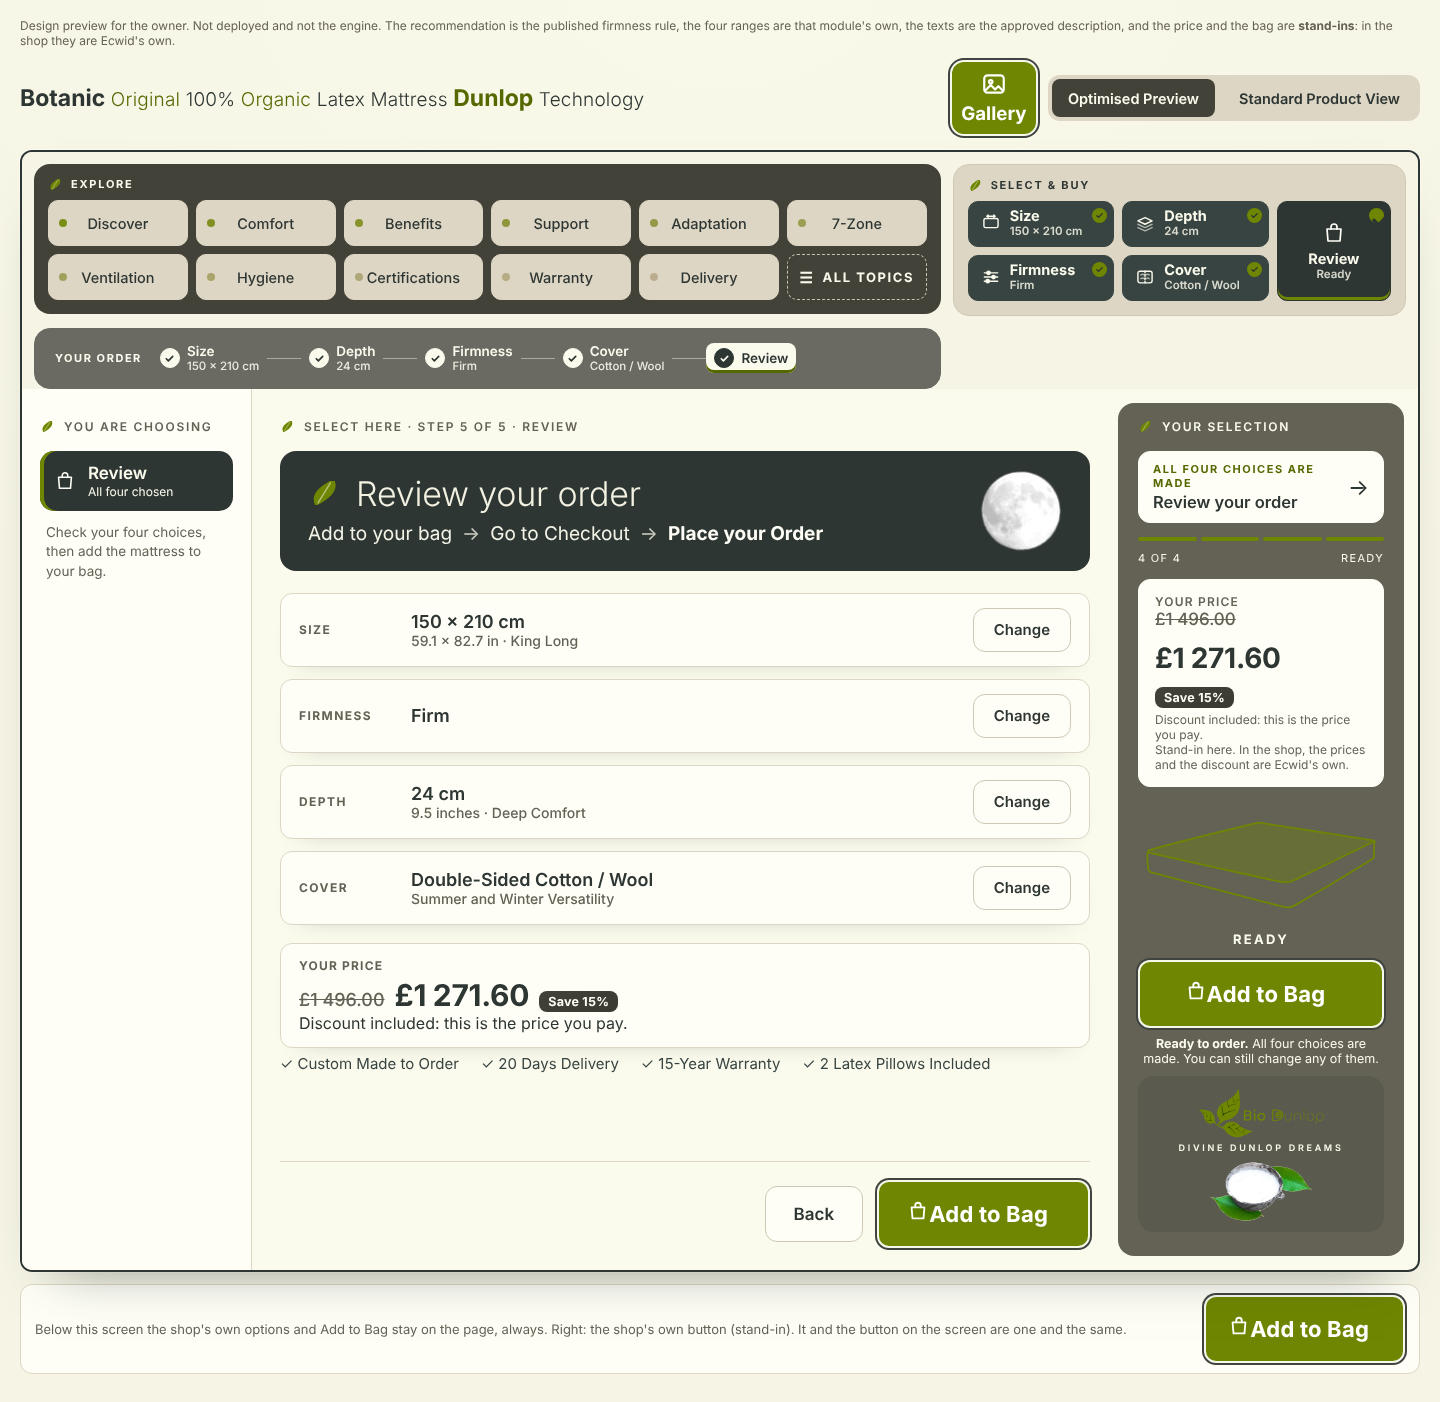 Design preview for the owner. Not deployed and not the engine. The recommendation is the published firmness rule, the four ranges are that module's own, the texts are the approved description, and the price and the bag are stand-ins: in the
shop they are Ecwid's own.
Botanic Original 100% Organic Latex Mattress Dunlop Technology
Gallery
Optimised Preview
Standard Product View
EXPLORE
Discover
Comfort
Benefits
Support
Adaptation
7-Zone
Ventilation
Hygiene
Certifications
Warranty
Delivery
ALL TOPICS
SELECT & BUY
Size
150 × 210 cm
Depth
24 cm
Firmness
Firm
Cover
Cotton / Wool
Review
Ready
YOUR ORDER
Size
150 × 210 cm
Depth
24 cm
Firmness
Firm
Cover
Cotton / Wool
Review
YOU ARE CHOOSING
Review
All four chosen
Check your four choices,
then add the mattress to
your bag.
SELECT HERE · STEP 5 OF 5 · REVIEW
Review your order
Add to your bag → Go to Checkout → Place your Order
SIZE
150 × 210 cm
59.1 × 82.7 in · King Long
Change
FIRMNESS
Firm
Change
DEPTH
24 cm
9.5 inches · Deep Comfort
Change
COVER
Double-Sided Cotton / Wool
Summer and Winter Versatility
Change
YOUR PRICE
£1 496.00 £1 271.60 Save 15%
Discount included: this is the price you pay.
✓ Custom Made to Order ✓ 20 Days Delivery ✓ 15-Year Warranty ✓ 2 Latex Pillows Included
Back
Add to Bag
YOUR SELECTION
ALL FOUR CHOICES ARE
MADE
Review your order →
4 OF 4
READY
YOUR PRICE
£1 496.00
£1 271.60
Save 15%
Discount included: this is the price
you pay.
Stand-in here. In the shop, the prices
and the discount are Ecwid's own.
READY
Add to Bag
Ready to order. All four choices are
made. You can still change any of them.
Bio Dunlop
DIVINE DUNLOP DREAMS
Below this screen the shop's own options and Add to Bag stay on the page, always. Right: the shop's own button (stand-in). It and the button on the screen are one and the same.
Add to Bag